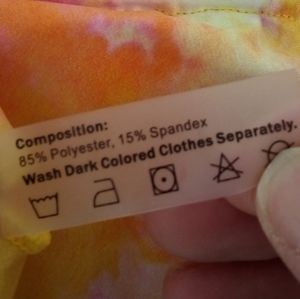 Composition:
85% Polyester, 15% Spandex
Wash Dark Colored Clothes Separately.